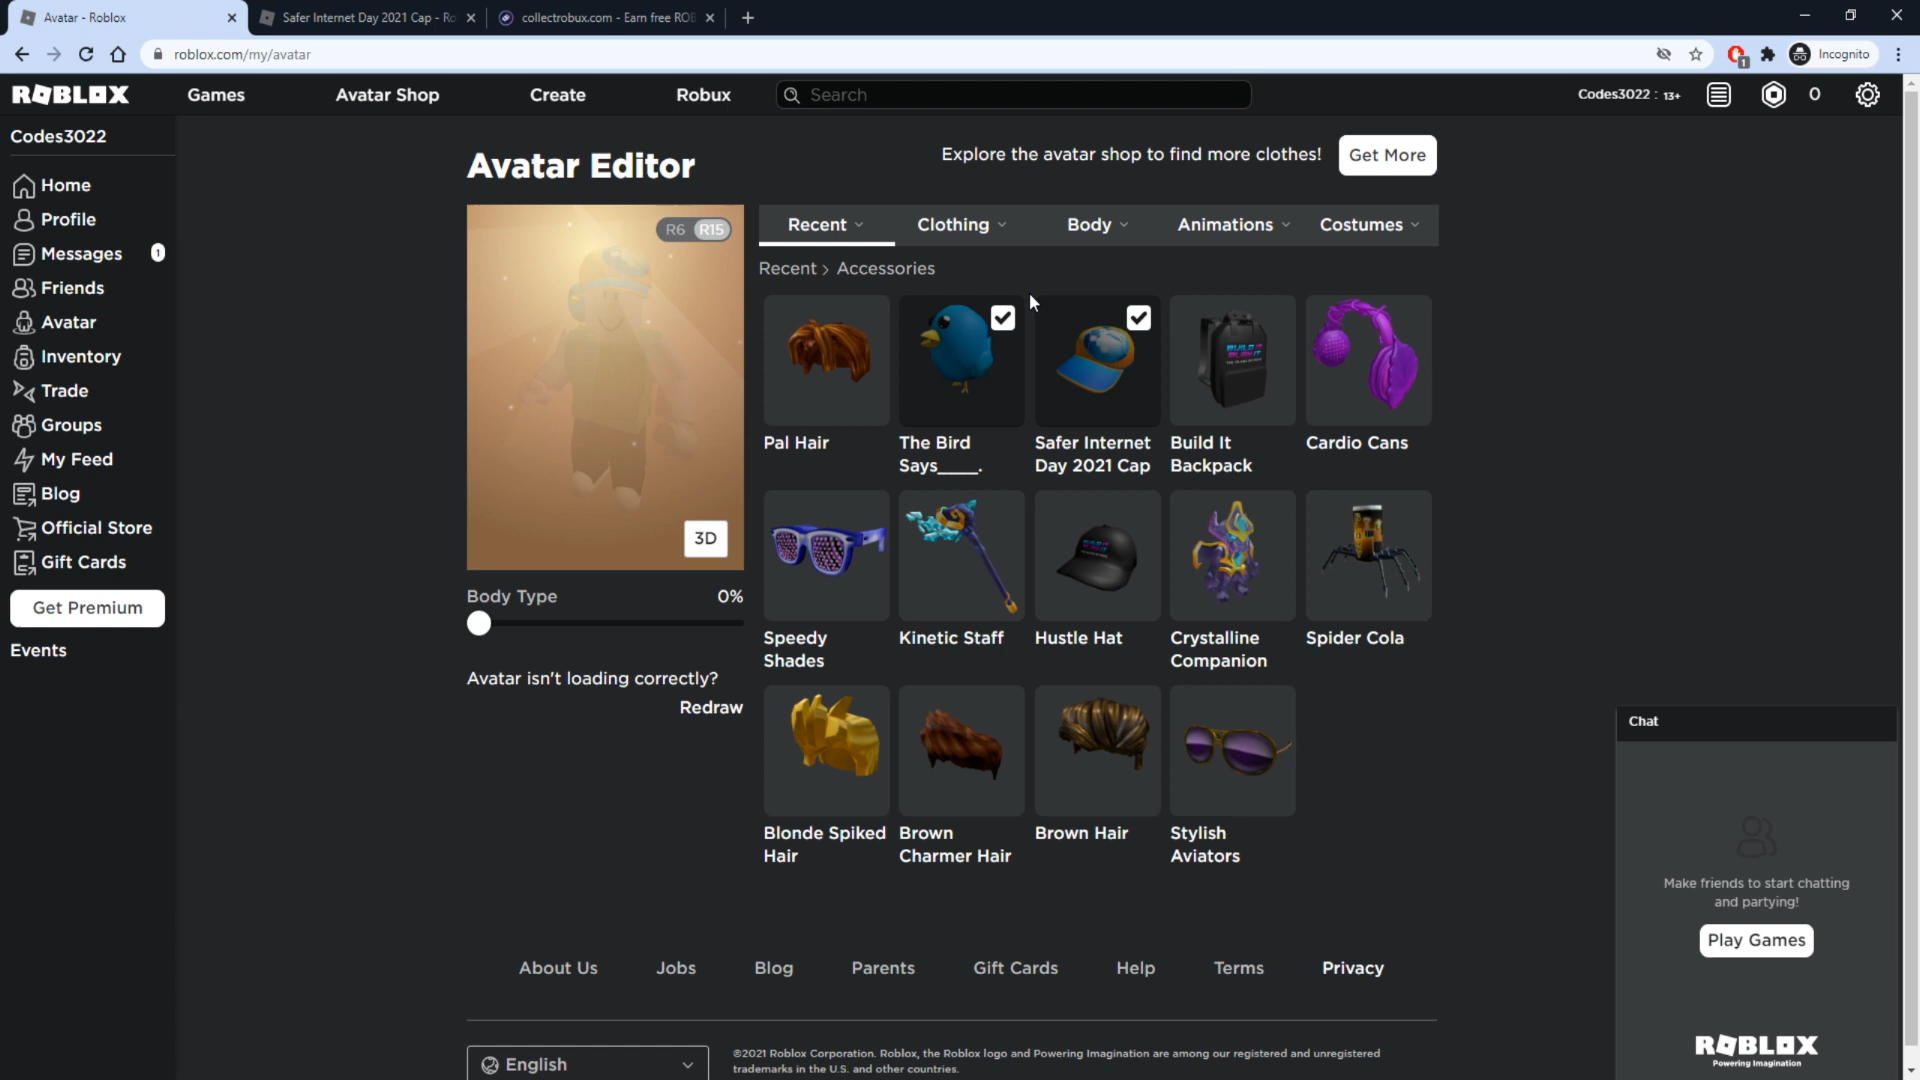 Avatar - Roblox
Safer Internet Day 2021 Cap - Ro
collectrobux.com - Earn free ROB
roblox.com/my/avatar
1
Incognito
ROBLOX
Games
Avatar Shop
Create
Robux
Search
Codes3022 : 13+
0
Codes3022
Home
Profile
Messages 1
Friends
Avatar
Inventory
Trade
Groups
My Feed
Blog
Official Store
Gift Cards
Get Premium
Events
Avatar Editor
Explore the avatar shop to find more clothes!
Get More
R6 R15
3D
Body Type 0%
Avatar isn't loading correctly?
Redraw
Recent
Clothing
Body
Animations
Costumes
Recent > Accessories
BUILD IT
PLAY IT
Pal Hair
The Bird
Says____.
Safer Internet
Day 2021 Cap
Build It
Backpack
Cardio Cans
Speedy
Shades
Kinetic Staff
Hustle Hat
Crystalline
Companion
Spider Cola
Blonde Spiked
Hair
Brown
Charmer Hair
Brown Hair
Stylish
Aviators
Chat
Make friends to start chatting
and partying!
Play Games
ROBLOX
Powering Imagination
About Us
Jobs
Blog
Parents
Gift Cards
Help
Terms
Privacy
English
©2021 Roblox Corporation. Roblox, the Roblox logo and Powering Imagination are among our registered and unregistered
trademarks in the U.S. and other countries.